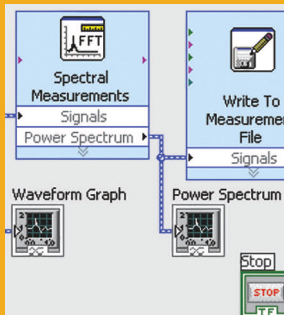 FFT
Spectral
Measurements
Signals
Power Spectrum
Write To
Measuremen
File
Signals
Waveform Graph
Power Spectrum
Stop
STOP
TF